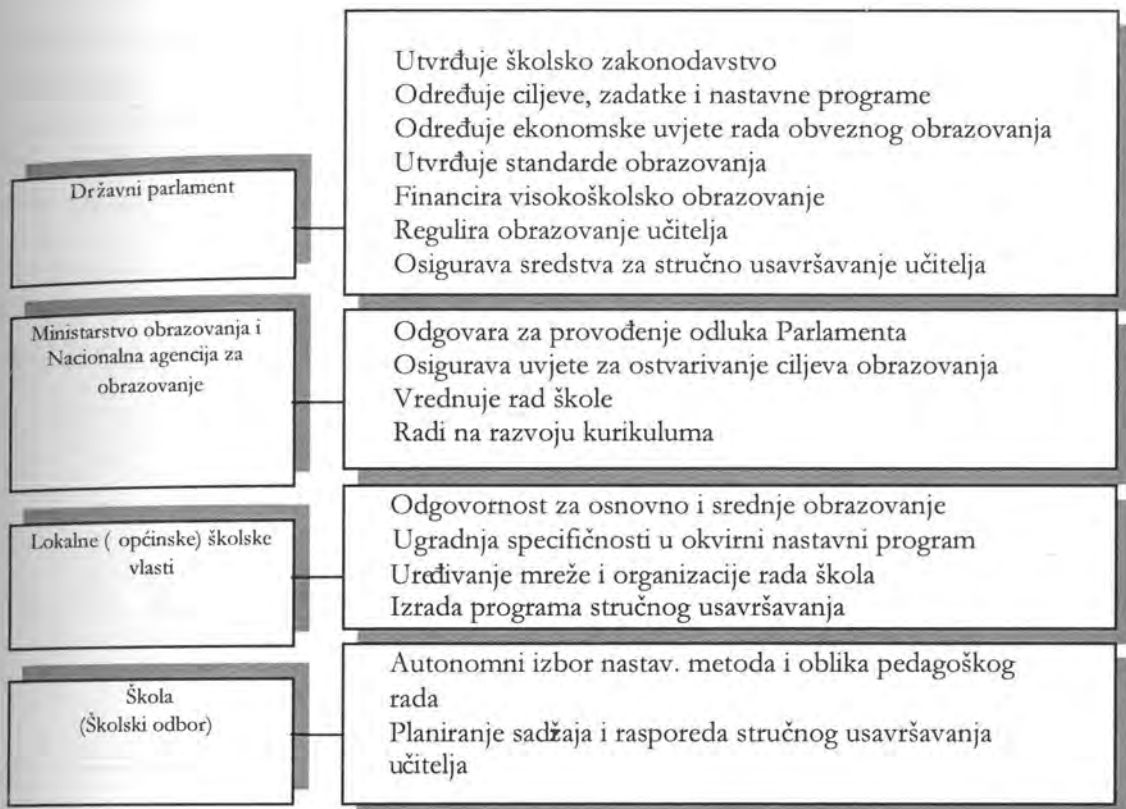 Državni parlament
Utvrđuje školsko zakonodavstvo
Određuje ciljeve, zadatke i nastavne programe
Određuje ekonomske uvjete rada obveznog obrazovanja
Utvrđuje standarde obrazovanja
Financira visokoškolsko obrazovanje
Regulira obrazovanje učitelja
Osigurava sredstva za stručno usavršavanje učitelja
Ministarstvo obrazovanja i
Nacionalna agencija za
obrazovanje
Odgovara za provođenje odluka Parlamenta
Osigurava uvjete za ostvarivanje ciljeva obrazovanja
Vrednuje rad škole
Radi na razvoju kurikuluma
Lokalne ( općinske) školske
vlasti
Odgovornost za osnovno i srednje obrazovanje
Ugradnja specifičnosti u okvirni nastavni program
Uređivanje mreže i organizacije rada škola
Izrada programa stručnog usavršavanja
Škola
(Školski odbor)
Autonomni izbor nastav. metoda i oblika pedagoškog
rada
Planiranje sadžaja i rasporeda stručnog usavršavanja
učitelja